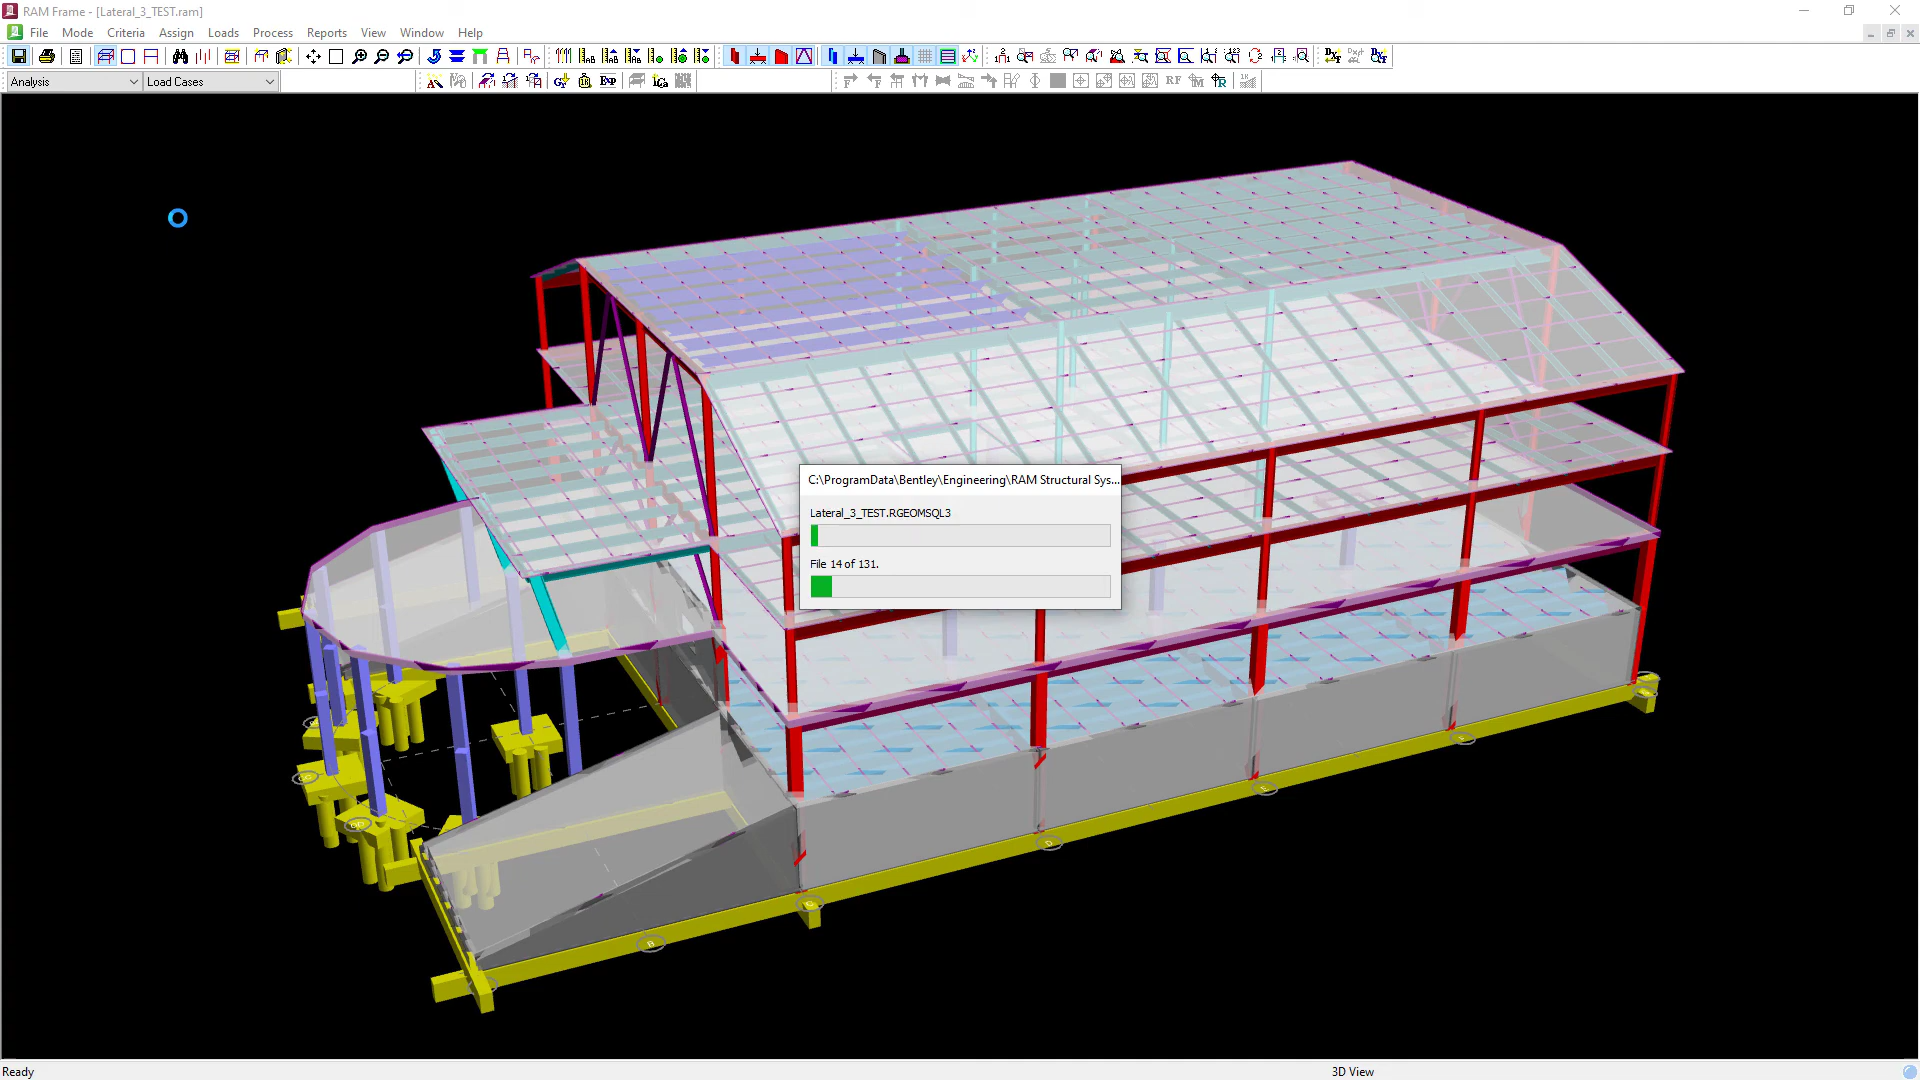 RAM Frame - [Lateral_3_TEST.ram]
File Mode Criteria Assign Loads Process Reports View Window Help
Analysis Load Cases
RF
C:\ProgramData\Bentley\Engineering\RAM Structural Sys...
Lateral_3_TEST.RGEOMSQL3
File 14 of 131.
B
Ready 3D View